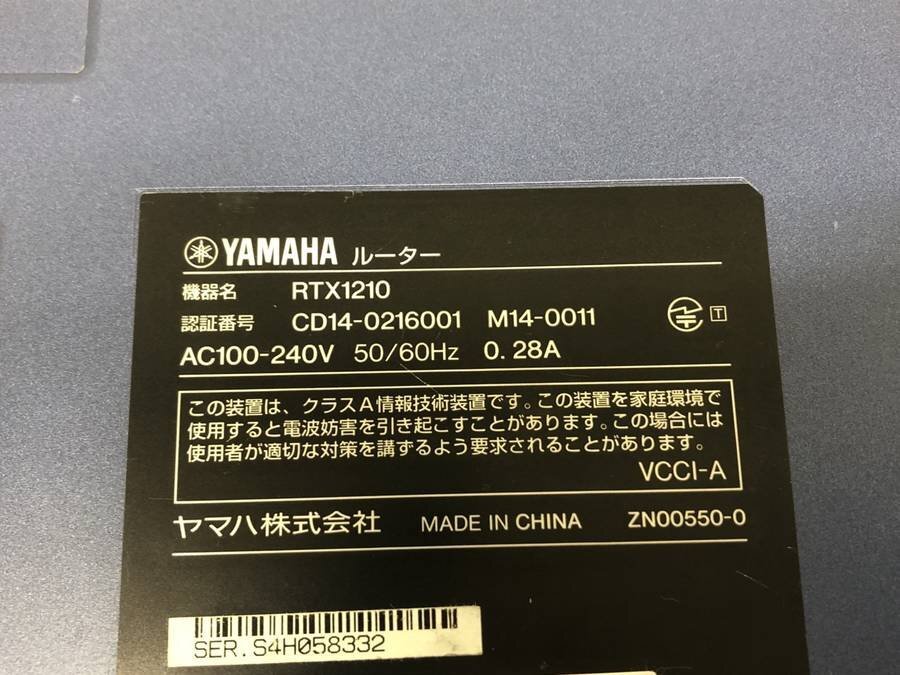 YAMAHA ルーター
機器名 RTX1210
認証番号 CD14-0216001 M14-0011
T
AC100-240V 50/60Hz 0.28A
この装置は、クラスA情報技術装置です。この装置を家庭環境で
使用すると電波妨害を引き起こすことがあります。この場合には
使用者が適切な対策を講ずるよう要求されることがあります。
VCCI-A
ヤマハ株式会社 MADE IN CHINA ZN00550-0
SER. S4H058332